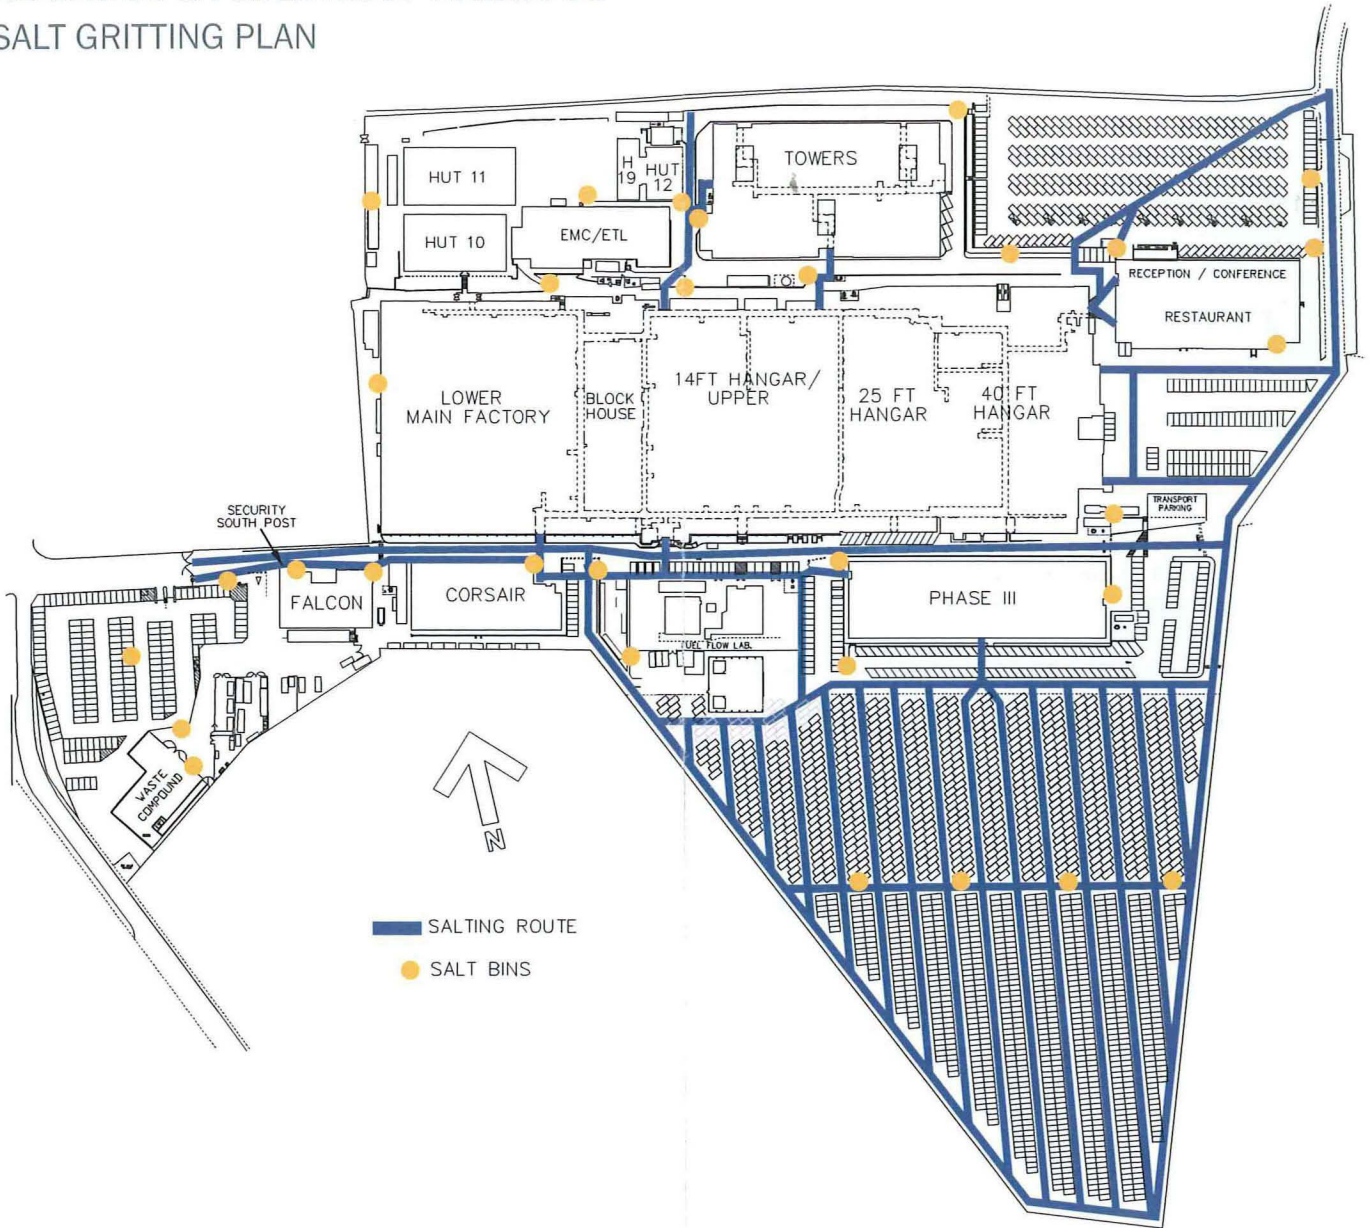 SALT GRITTING PLAN
HUT 11
H
19
HUT
12
TOWERS
HUT 10
EMC/ETL
RECEPTION / CONFERENCE
RESTAURANT
LOWER
MAIN FACTORY
BLOCK
HOUSE
14FT HANGAR/
UPPER
25 FT
HANGAR
40 FT
HANGAR
SECURITY
SOUTH POST
TRANSPORT
PARKING
FALCON
CORSAIR
PHASE III
FUEL FLOW LAB.
WASTE
COMPOUND
N
SALTING ROUTE
SALT BINS